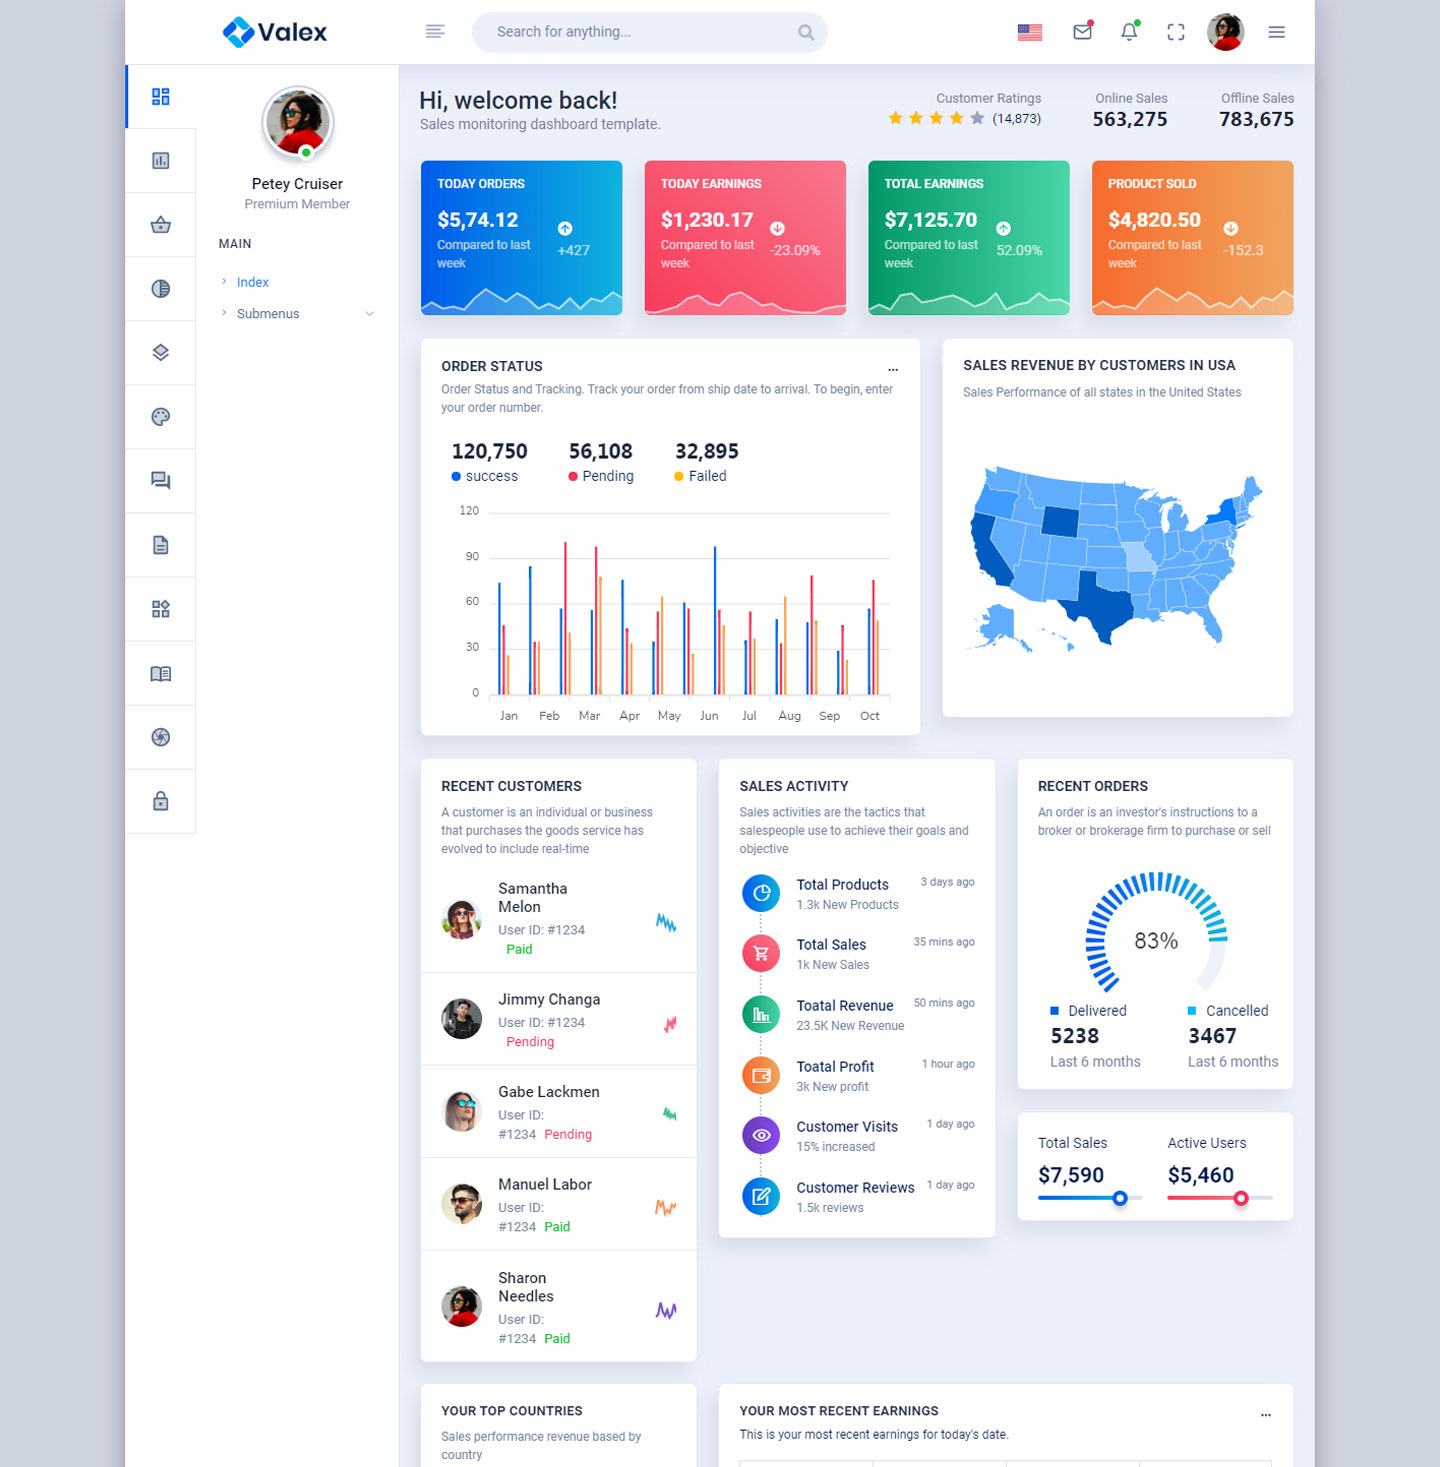 Valex
Search for anything...
Petey Cruiser
Premium Member
MAIN
Index
Submenus
Hi, welcome back!
Sales monitoring dashboard template.
Customer Ratings
(14,873)
Online Sales
563,275
Offline Sales
783,675
TODAY ORDERS
$5,74.12
Compared to last
week
+427
TODAY EARNINGS
$1,230.17
Compared to last
week
-23.09%
TOTAL EARNINGS
$7,125.70
Compared to last
week
52.09%
PRODUCT SOLD
$4,820.50
Compared to last
week
-152.3
ORDER STATUS
...
Order Status and Tracking. Track your order from ship date to arrival. To begin, enter
your order number.
120,750
success
56,108
Pending
32,895
Failed
120
90
60
30
0
Jan Feb Mar Apr May Jun Jul Aug Sep Oct
SALES REVENUE BY CUSTOMERS IN USA
Sales Performance of all states in the United States
RECENT CUSTOMERS
A customer is an individual or business
that purchases the goods service has
evolved to include real-time
Samantha
Melon
User ID: #1234
Paid
Jimmy Changa
User ID: #1234
Pending
Gabe Lackmen
User ID:
#1234 Pending
Manuel Labor
User ID:
#1234 Paid
Sharon
Needles
User ID:
#1234 Paid
SALES ACTIVITY
Sales activities are the tactics that
salespeople use to achieve their goals and
objective
Total Products 3 days ago
1.3k New Products
Total Sales 35 mins ago
1k New Sales
Toatal Revenue 50 mins ago
23.5K New Revenue
Toatal Profit 1 hour ago
3k New profit
Customer Visits 1 day ago
15% increased
Customer Reviews 1 day ago
1.5k reviews
RECENT ORDERS
An order is an investor's instructions to a
broker or brokerage firm to purchase or sell
83%
Delivered
5238
Last 6 months
Cancelled
3467
Last 6 months
Total Sales
$7,590
Active Users
$5,460
YOUR TOP COUNTRIES
Sales performance revenue based by
country
YOUR MOST RECENT EARNINGS
...
This is your most recent earnings for today's date.